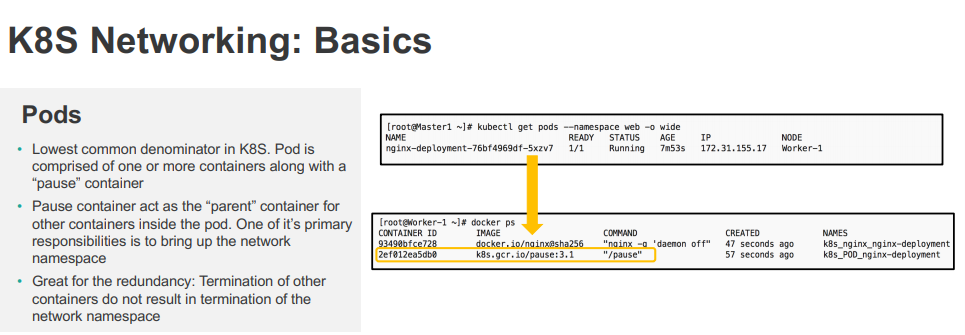 K8S Networking: Basics
Pods
• Lowest common denominator in K8S. Pod is
comprised of one or more containers along with a
“pause” container
• Pause container act as the “parent” container for
other containers inside the pod. One of it’s primary
responsibilities is to bring up the network
namespace
• Great for the redundancy: Termination of other
containers do not result in termination of the
network namespace
[root@Master1 ~]# kubectl get pods --namespace web -o wide
NAME READY STATUS AGE IP NODE
nginx-deployment-76bf4969df-5xzv7 1/1 Running 7m53s 172.31.155.17 Worker-1
[root@Worker-1 ~]# docker ps
CONTAINER ID IMAGE COMMAND CREATED NAMES
93490bfce728 docker.io/nginx@sha256 "nginx -g 'daemon off" 47 seconds ago k8s_nginx_nginx-deployment
2ef012ea5db0 k8s.gcr.io/pause:3.1 "/pause" 57 seconds ago k8s_POD_nginx-deployment